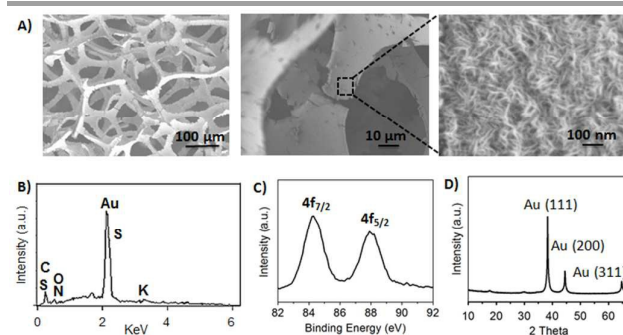 A)
100 µm
10 µm
100 nm
B)
Au
S
C
S
O
N
K
Intensity (a.u.)
0 2 4 6
KeV
C)
4f7/2
4f5/2
Intensity (a.u.)
82 84 86 88 90 92
Binding Energy (eV)
D)
Au (111)
Au (200)
Au (311)
Intensity (a.u.)
10 20 30 40 50 60
2 Theta